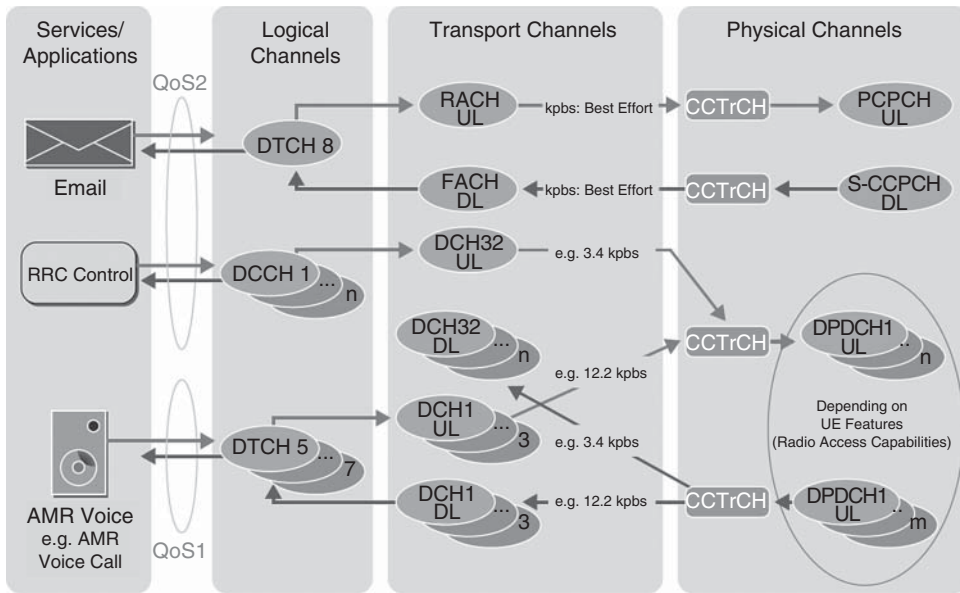 Services/
Applications
Logical
Channels
Transport Channels
Physical Channels
QoS2
Email
DTCH 8
RACH
UL
kpbs: Best Effort
CCTrCH
PCPCH
UL
FACH
DL
kpbs: Best Effort
CCTrCH
S-CCPCH
DL
RRC Control
DCCH 1
...
n
DCH32
UL
e.g. 3.4 kpbs
DCH32
DL
...
n
CCTrCH
DPDCH1
UL
..
n
e.g. 12.2 kpbs
AMR Voice
e.g. AMR
Voice Call
QoS1
DTCH 5
...
7
DCH1
UL
...
3
e.g. 3.4 kpbs
Depending on
UE Features
(Radio Access Capabilities)
DCH1
DL
...
3
e.g. 12.2 kpbs
CCTrCH
DPDCH1
UL
..
m